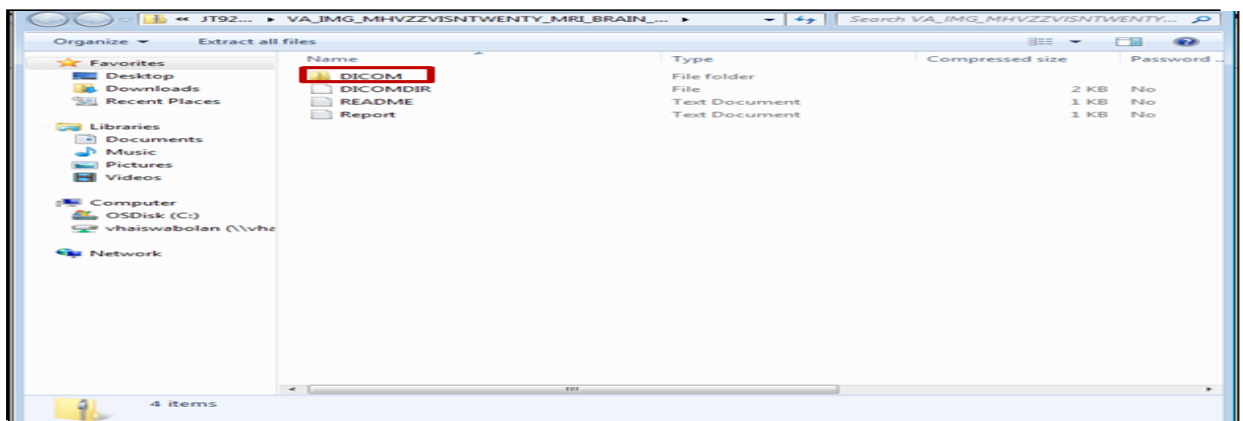 « JT92... ▸ VA_IMG_MHVZZVISNTWENTY_MRI_BRAIN_... ▸ Search VA_IMG_MHVZZVISNTWENTY...
Organize Extract all files
Name Type Compressed size Password ..
Favorites
Desktop
Downloads
Recent Places
Libraries
Documents
Music
Pictures
Videos
Computer
OSDisk (C:)
vhaiswabolan (\\vha
Network
DICOM File folder
DICOMDIR File 2 KB No
README Text Document 1 KB No
Report Text Document 1 KB No
4 items